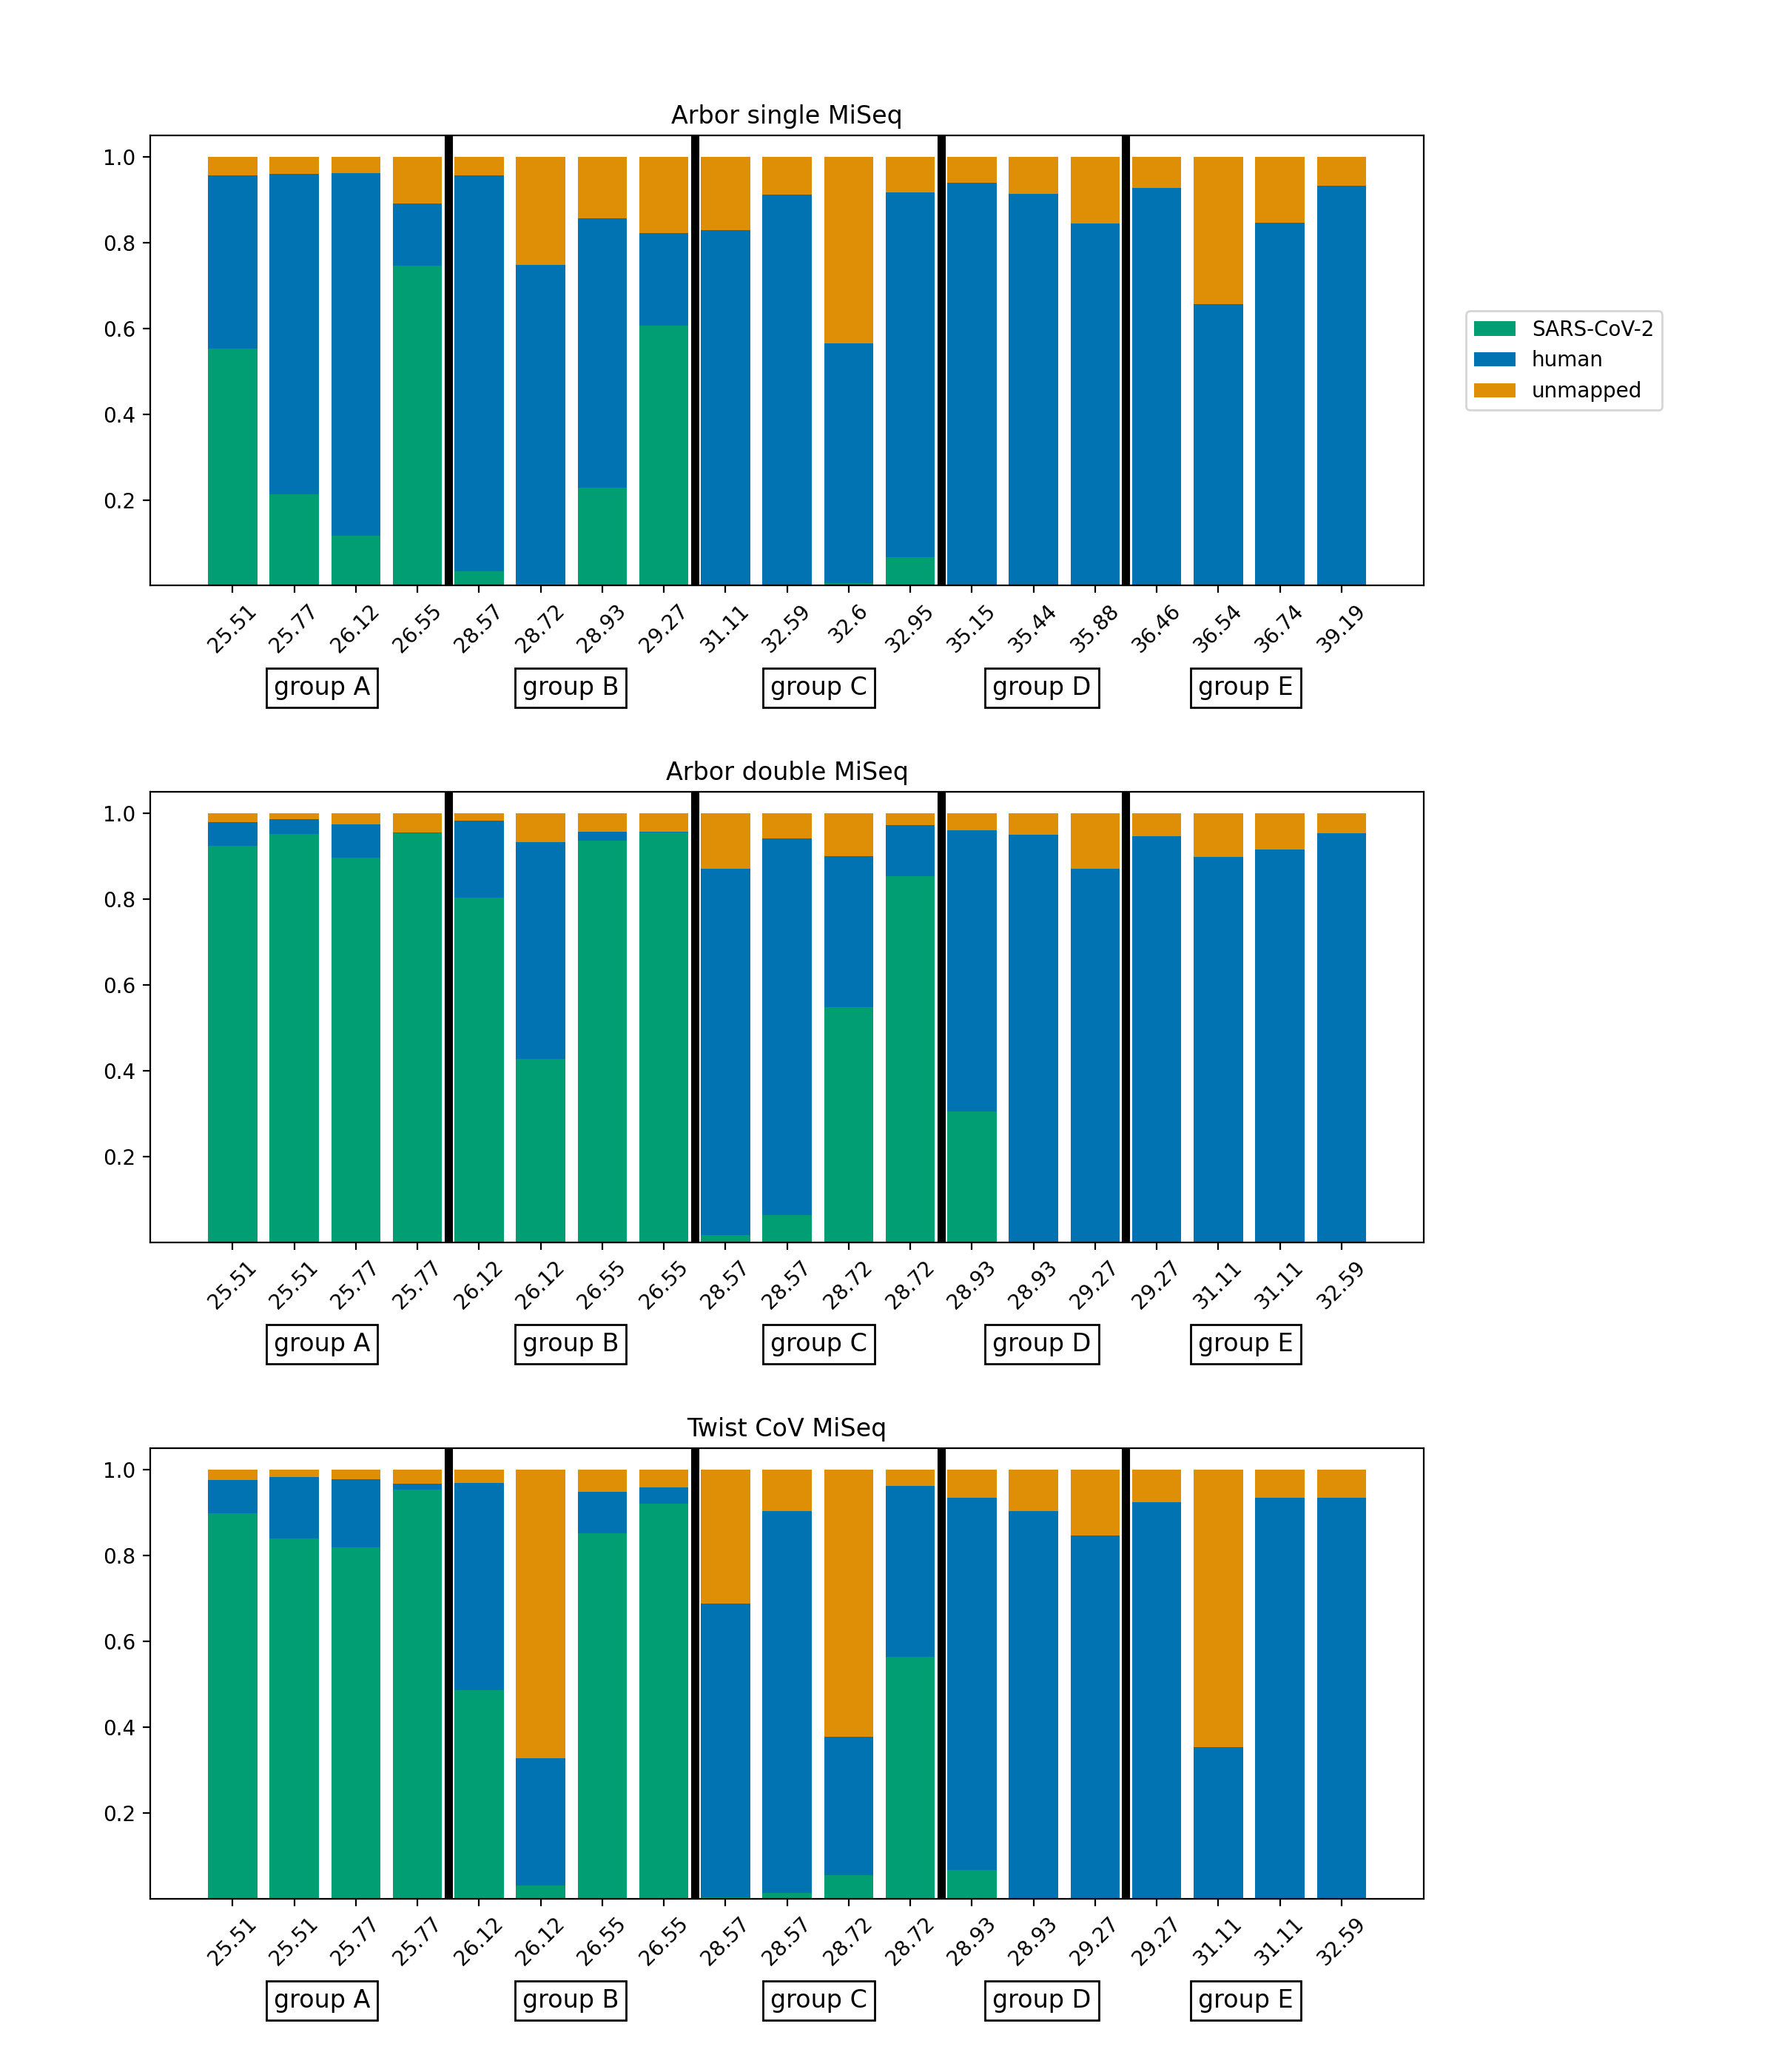 Arbor single MiSeq
1.0
0.8
0.6
0.4
0.2
SARS-CoV-2
human
unmapped
25.51 25.77 26.12 26.55 28.57 28.72 28.93 29.27 31.11 32.59 32.6 32.95 35.15 35.44 35.88 36.46 36.54 36.74 39.19
group A group B group C group D group E
Arbor double MiSeq
1.0
0.8
0.6
0.4
0.2
25.51 25.51 25.77 25.77 26.12 26.12 26.55 26.55 28.57 28.57 28.72 28.72 28.93 28.93 29.27 29.27 31.11 31.11 32.59
group A group B group C group D group E
Twist CoV MiSeq
1.0
0.8
0.6
0.4
0.2
25.51 25.51 25.77 25.77 26.12 26.12 26.55 26.55 28.57 28.57 28.72 28.72 28.93 28.93 29.27 29.27 31.11 31.11 32.59
group A group B group C group D group E